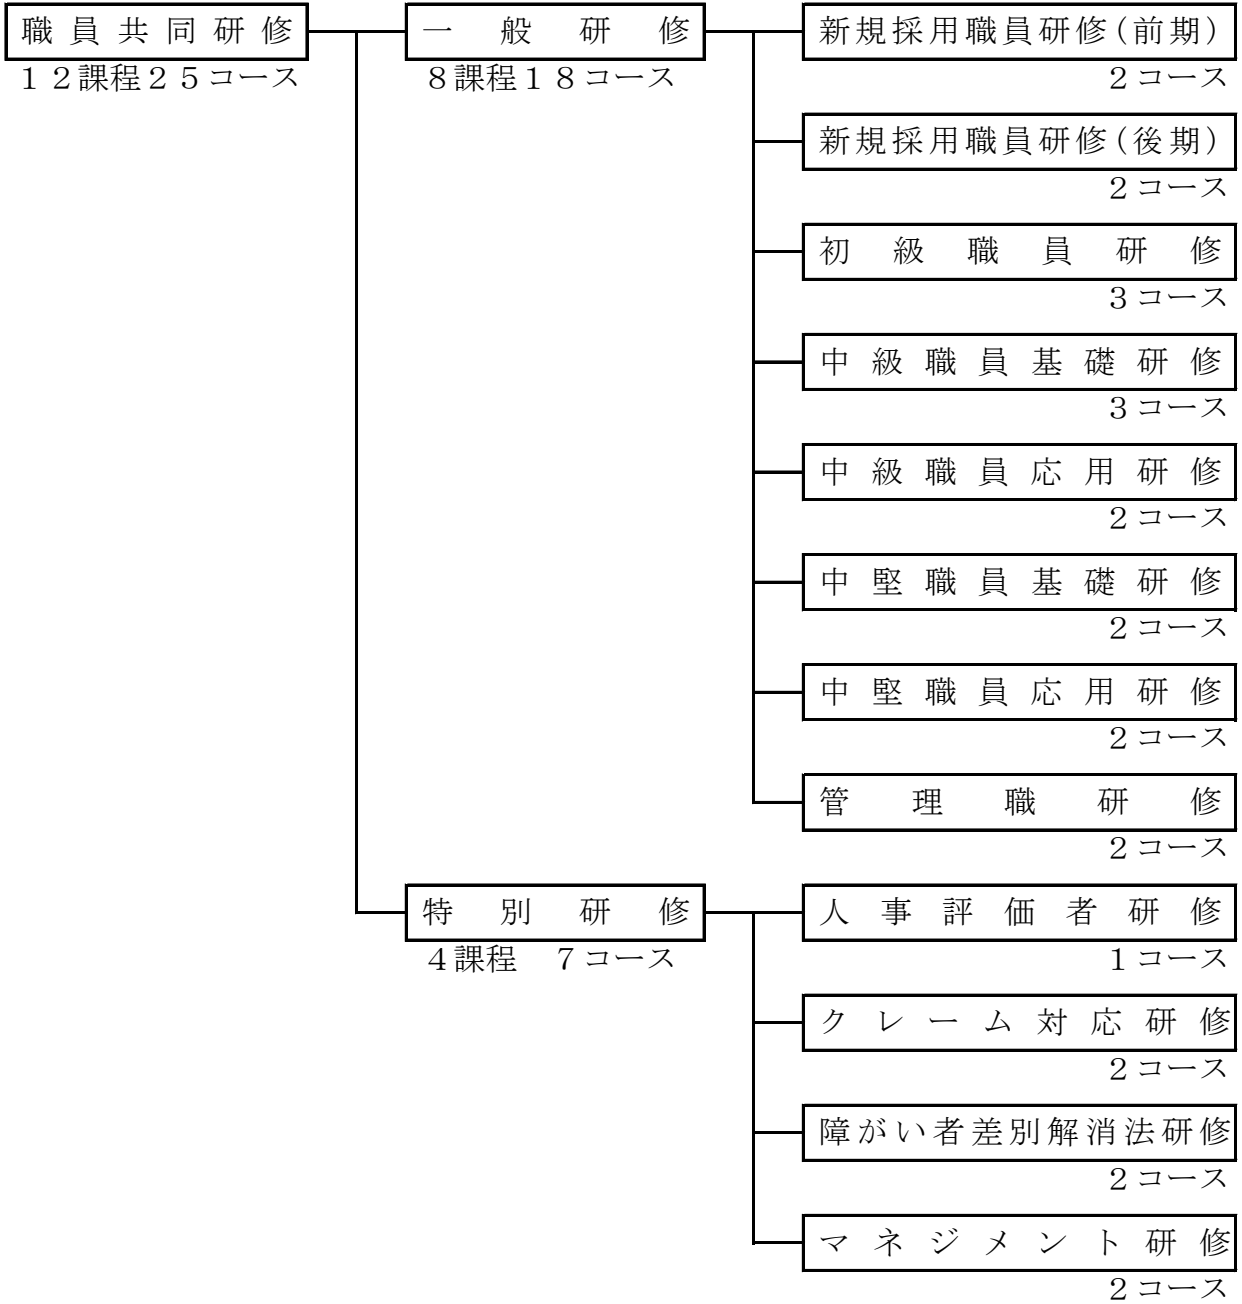 職員共同研修
１２課程２５コース
一般研修
８課程１８コース
新規採用職員研修(前期)
２コース
新規採用職員研修(後期)
２コース
初級職員研修
３コース
中級職員基礎研修
３コース
中級職員応用研修
２コース
中堅職員基礎研修
２コース
中堅職員応用研修
２コース
管理職研修
２コース
特別研修
４課程　７コース
人事評価者研修
１コース
クレーム対応研修
２コース
障がい者差別解消法研修
２コース
マネジメント研修
２コース